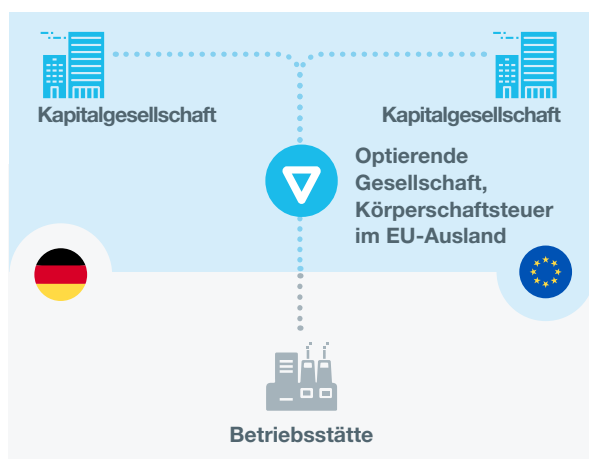 Kapitalgesellschaft
Kapitalgesellschaft
Optierende
Gesellschaft,
Körperschaftsteuer
im EU-Ausland
Betriebsstätte